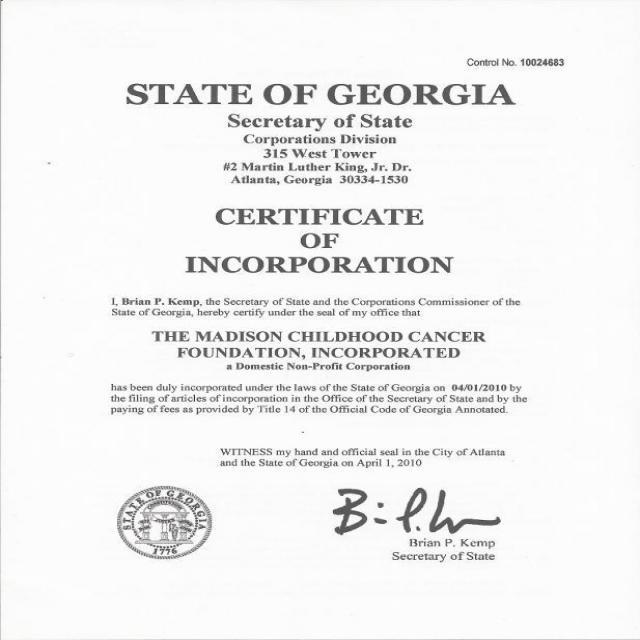 Control No. 10024683
STATE OF GEORGIA
Secretary of State
Corporations Division
315 West Tower
#2 Martin Luther King, Jr. Dr.
Atlanta, Georgia 30334-1530
CERTIFICATE
OF
INCORPORATION
I, Brian P. Kemp, the Secretary of State and the Corporations Commissioner of the
State of Georgia, hereby certify under the seal of my office that
THE MADISON CHILDHOOD CANCER
FOUNDATION, INCORPORATED
a Domestic Non-Profit Corporation
has been duly incorporated under the laws of the State of Georgia on 04/01/2010 by
the filing of articles of incorporation in the Office of the Secretary of State and by the
paying of fees as provided by Title 14 of the Official Code of Georgia Annotated.
WITNESS my hand and official seal in the City of Atlanta
and the State of Georgia on April 1, 2010
STATE OF GEORGIA
CONSTITUTION
1776
Brian P. Kemp
Secretary of State